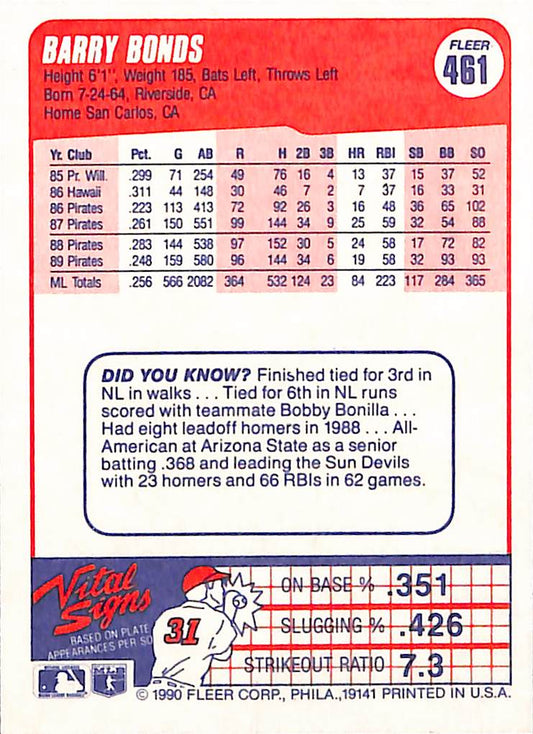 BARRY BONDS
FLEER
461
Height 6'1", Weight 185, Bats Left, Throws Left
Born 7-24-64, Riverside, CA
Home San Carlos, CA
Yr. Club Pct. G AB R H 2B 3B HR RBI SB BB SO
85 Pr. Will. .299 71 254 49 76 16 4 13 37 15 37 52
86 Hawaii .311 44 148 30 46 7 2 7 37 16 33 31
86 Pirates .223 113 413 72 92 26 3 16 48 36 65 102
87 Pirates .261 150 551 99 144 34 9 25 59 32 54 88
88 Pirates .283 144 538 97 152 30 5 24 58 17 72 82
89 Pirates .248 159 580 96 144 34 6 19 58 32 93 93
ML Totals .256 566 2082 364 532 124 23 84 223 117 284 365
DID YOU KNOW? Finished tied for 3rd in
NL in walks . . . Tied for 6th in NL runs
scored with teammate Bobby Bonilla . . .
Had eight leadoff homers in 1988 . . . All-
American at Arizona State as a senior
batting .368 and leading the Sun Devils
with 23 homers and 66 RBIs in 62 games.
Vital
Signs
BASED ON PLATE
APPEARANCES PER SO
31
ON BASE % .351
SLUGGING % .426
STRIKEOUT RATIO 7.3
© 1990 FLEER CORP., PHILA., 19141 PRINTED IN U.S.A.